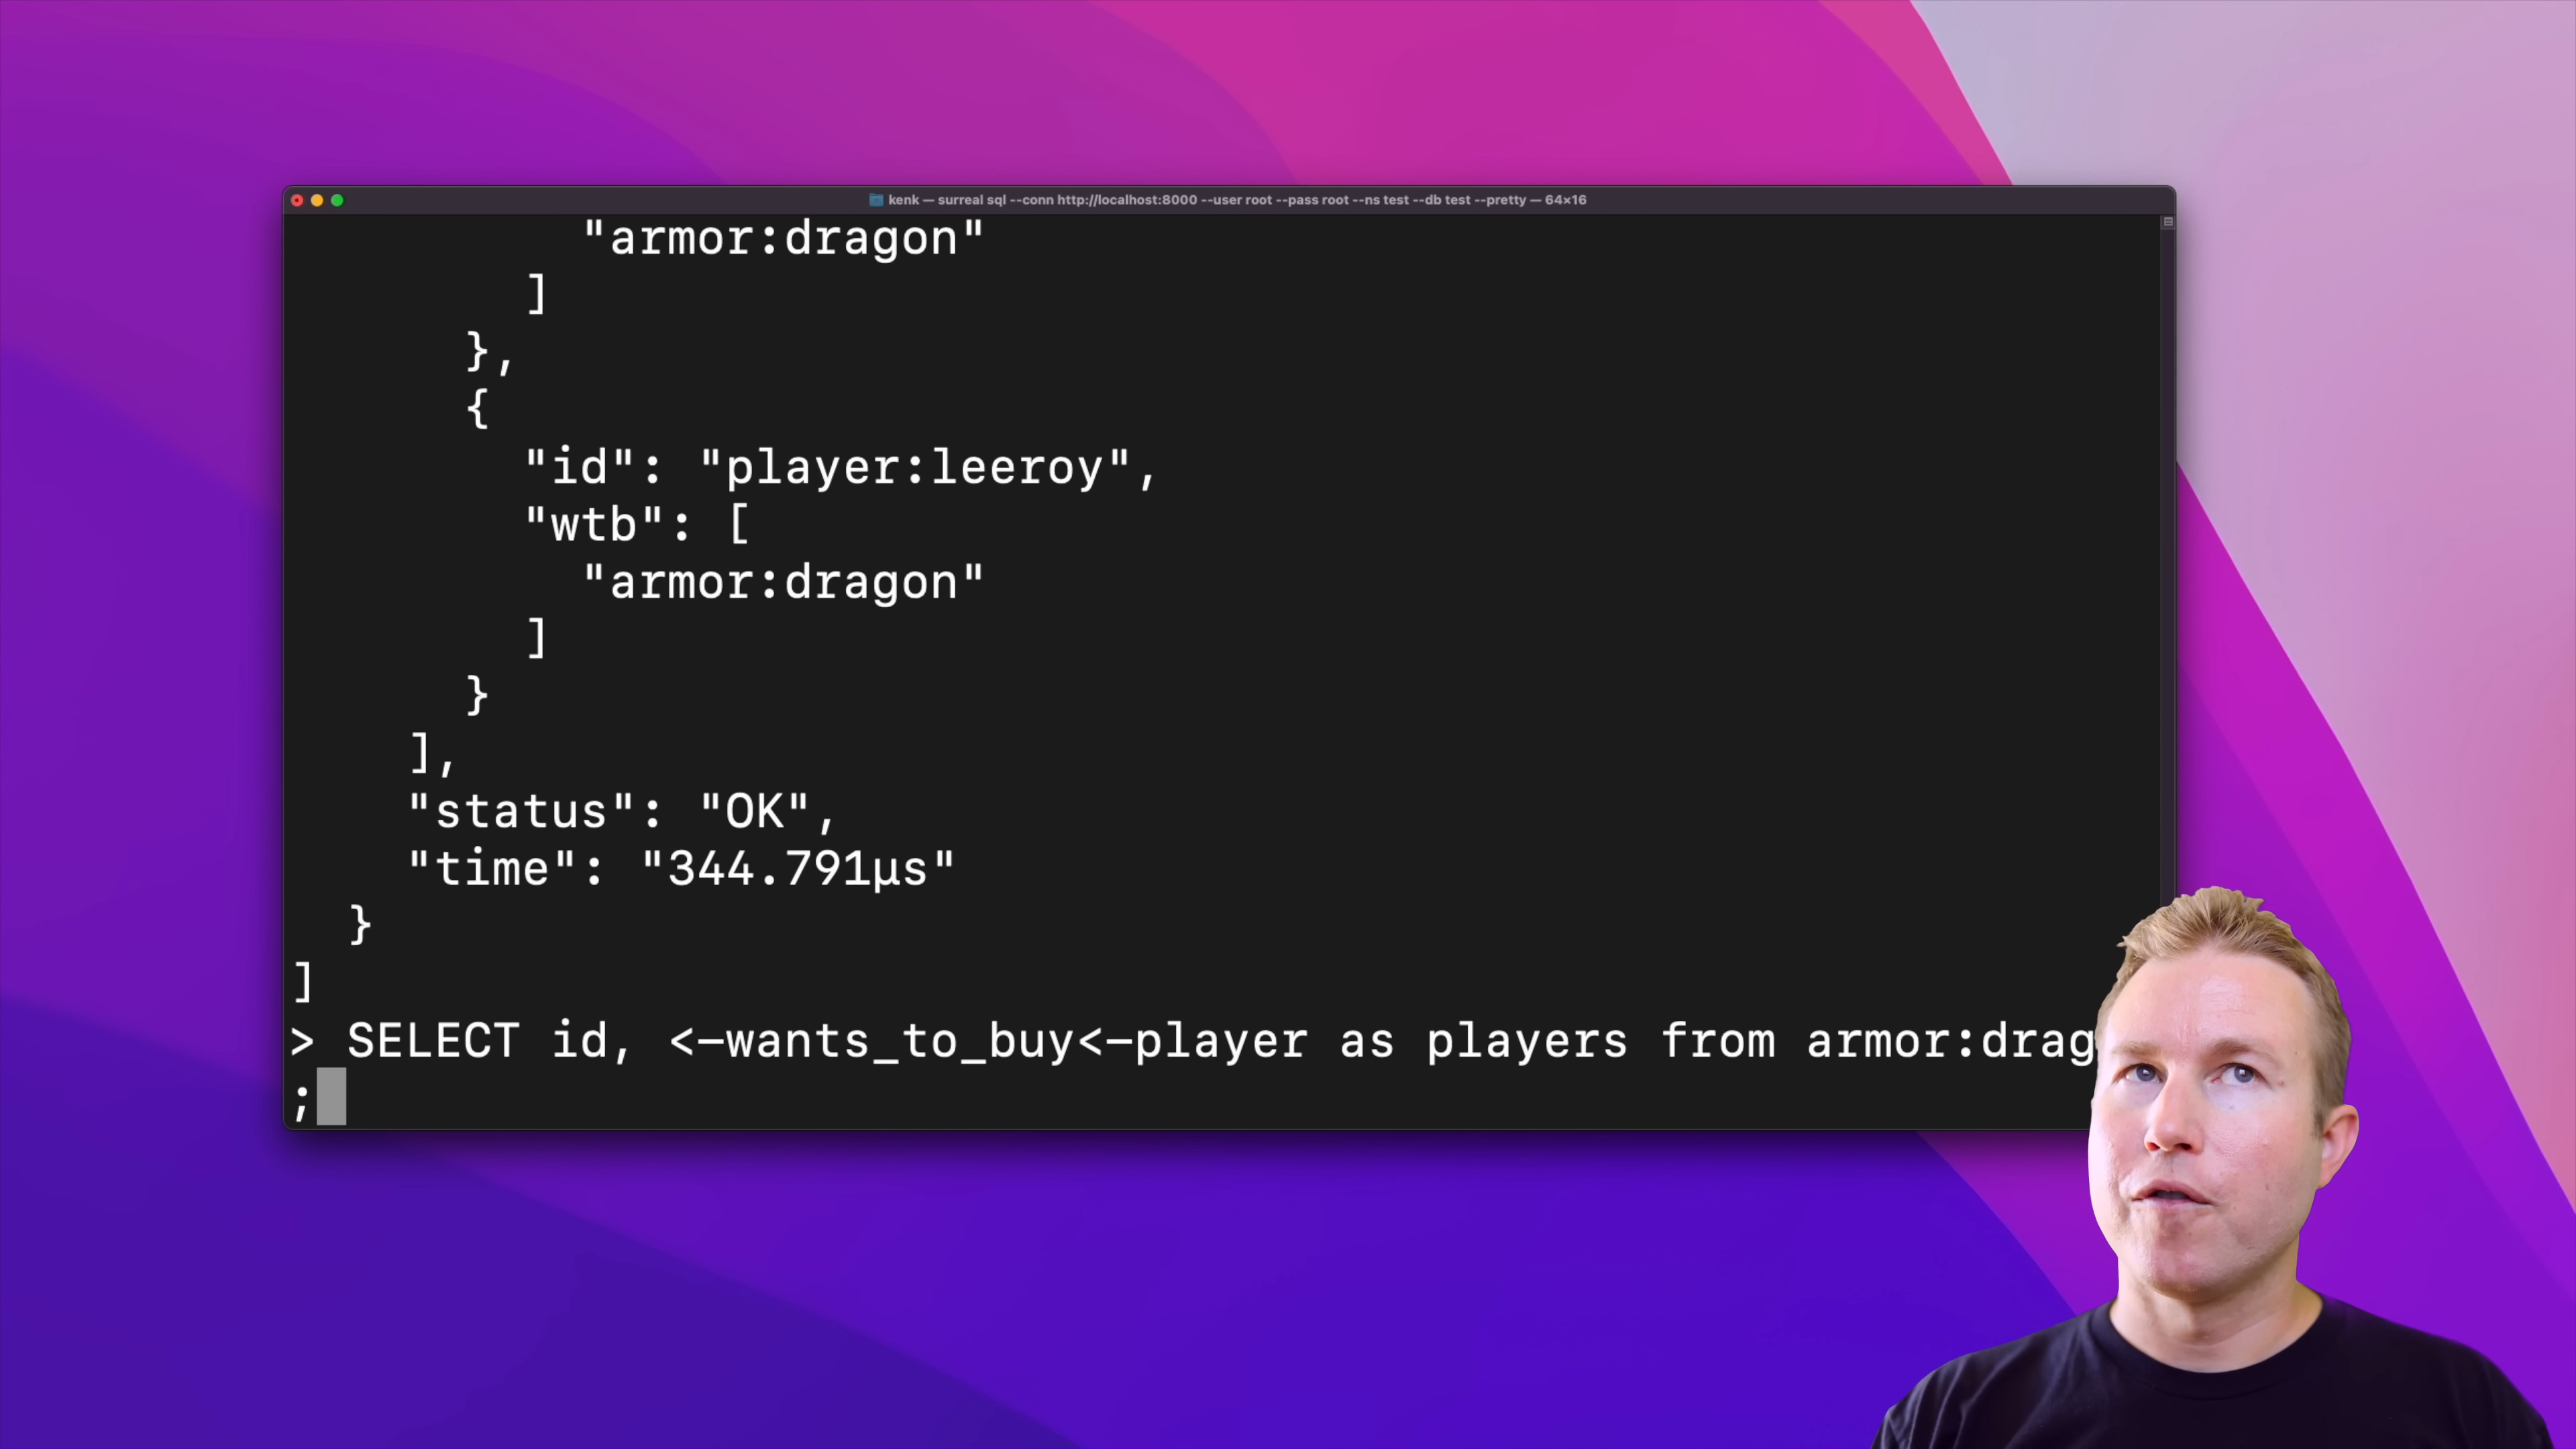 kenk — surreal sql --conn http://localhost:8000 --user root --pass root --ns test --db test --pretty — 64×16
"armor:dragon"
]
},
{
"id": "player:leeroy",
"wtb": [
"armor:dragon"
]
}
],
"status": "OK",
"time": "344.791µs"
}
]
> SELECT id, <-wants_to_buy<-player as players from armor:drag
;